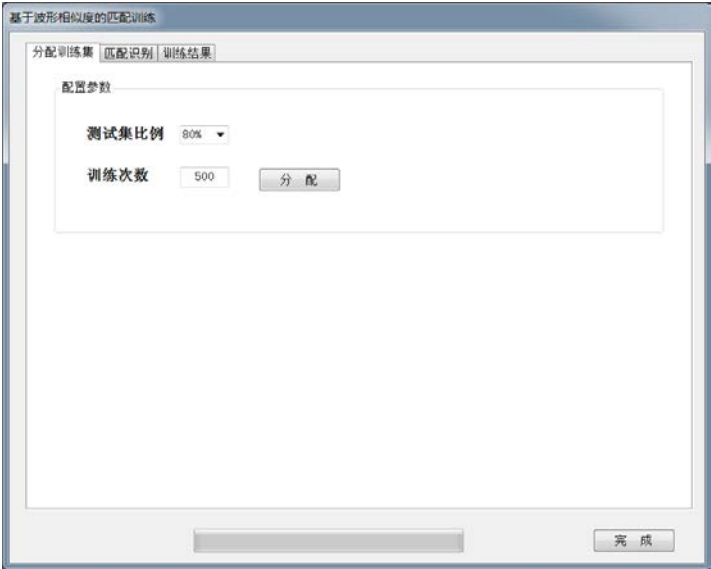 基于波形相似度的匹配训练
分配训练集 匹配识别 训练结果
配置参数
测试集比例 80%
训练次数 500 分 配
完 成